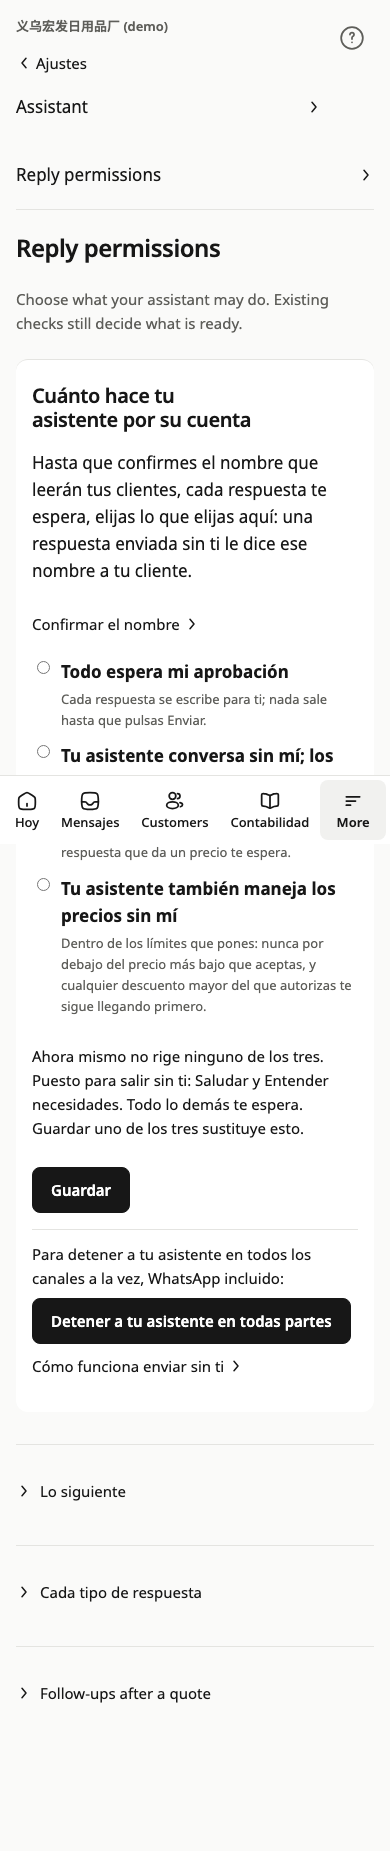 义乌宏发日用品厂 (demo)
Ajustes
Assistant
Reply permissions
Reply permissions
Choose what your assistant may do. Existing
checks still decide what is ready.
Cuánto hace tu
asistente por su cuenta
Hasta que confirmes el nombre que
leerán tus clientes, cada respuesta te
espera, elijas lo que elijas aquí: una
respuesta enviada sin ti le dice ese
nombre a tu cliente.
Confirmar el nombre
Todo espera mi aprobación
Cada respuesta se escribe para ti; nada sale
hasta que pulsas Enviar.
Tu asistente conversa sin mí; los
Hoy
Mensajes
Customers
Contabilidad
More
respuesta que da un precio te espera.
Tu asistente también maneja los
precios sin mí
Dentro de los límites que pones: nunca por
debajo del precio más bajo que aceptas, y
cualquier descuento mayor del que autorizas te
sigue llegando primero.
Ahora mismo no rige ninguno de los tres.
Puesto para salir sin ti: Saludar y Entender
necesidades. Todo lo demás te espera.
Guardar uno de los tres sustituye esto.
Guardar
Para detener a tu asistente en todos los
canales a la vez, WhatsApp incluido:
Detener a tu asistente en todas partes
Cómo funciona enviar sin ti
Lo siguiente
Cada tipo de respuesta
Follow-ups after a quote